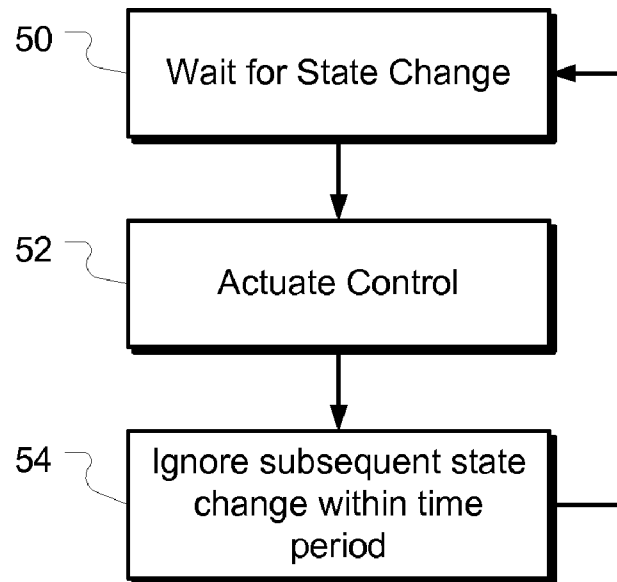 50
Wait for State Change
52
Actuate Control
54
Ignore subsequent state
change within time
period